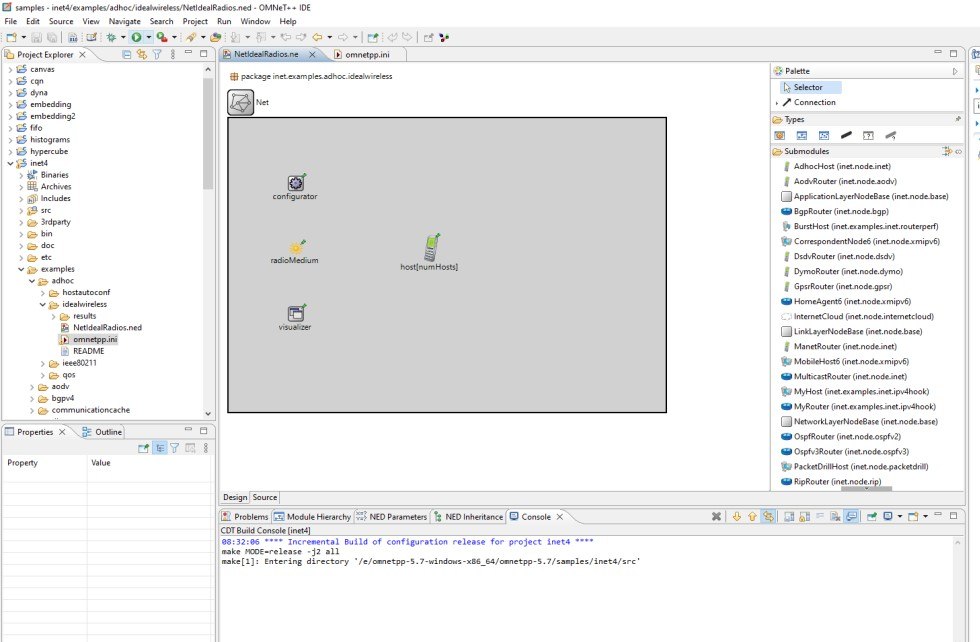 samples - inet4/examples/adhoc/idealwireless/NetIdealRadios.ned - OMNeT++ IDE
File Edit Source View Navigate Search Project Run Window Help
Project Explorer
canvas
cqn
dyna
embedding
embedding2
fifo
histograms
hypercube
inet4
Binaries
Archives
Includes
src
3rdparty
bin
doc
etc
examples
adhoc
hostautoconf
idealwireless
results
NetIdealRadios.ned
omnetpp.ini
README
ieee80211
qos
aodv
bgpv4
communicationcache
Properties Outline
Property Value
NetIdealRadios.ne omnetpp.ini
package inet.examples.adhoc.idealwireless
Net
configurator
radioMedium
host[numHosts]
visualizer
Design Source
Palette
Selector
Connection
Types
Submodules
AdhocHost (inet.node.inet)
AodvRouter (inet.node.aodv)
ApplicationLayerNodeBase (inet.node.base)
BgpRouter (inet.node.bgp)
BurstHost (inet.examples.inet.routerperf)
CorrespondentNode6 (inet.node.xmipv6)
DsdvRouter (inet.node.dsdv)
DymoRouter (inet.node.dymo)
GpsrRouter (inet.node.gpsr)
HomeAgent6 (inet.node.xmipv6)
InternetCloud (inet.node.internetcloud)
LinkLayerNodeBase (inet.node.base)
ManetRouter (inet.node.inet)
MobileHost6 (inet.node.xmipv6)
MulticastRouter (inet.node.inet)
MyHost (inet.examples.inet.ipv4hook)
MyRouter (inet.examples.inet.ipv4hook)
NetworkLayerNodeBase (inet.node.base)
OspfRouter (inet.node.ospfv2)
Ospfv3Router (inet.node.ospfv3)
PacketDrillHost (inet.node.packetdrill)
RipRouter (inet.node.rip)
Problems Module Hierarchy NED Parameters NED Inheritance Console
CDT Build Console [inet4]
08:32:06 **** Incremental Build of configuration release for project inet4 ****
make MODE=release -j2 all
make[1]: Entering directory '/e/omnetpp-5.7-windows-x86_64/omnetpp-5.7/samples/inet4/src'